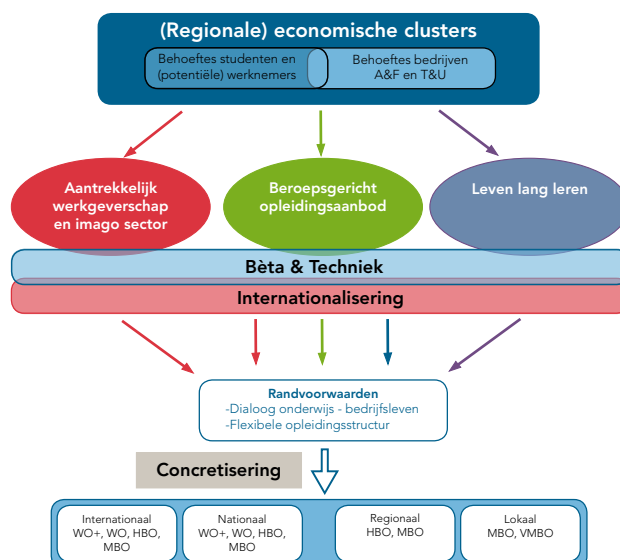 (Regionale) economische clusters
Behoeftes studenten en
(potentiële) werknemers
Behoeftes bedrijven
A&F en T&U
Aantrekkelijk
werkgeverschap
en imago sector
Beroepsgericht
opleidingsaanbod
Leven lang leren
Bèta & Techniek
Internationalisering
Randvoorwaarden
-Dialoog onderwijs - bedrijfsleven
-Flexibele opleidingsstructur
Concretisering
Internationaal
WO+, WO, HBO,
MBO
Nationaal
WO+, WO, HBO,
MBO
Regionaal
HBO, MBO
Lokaal
MBO, VMBO